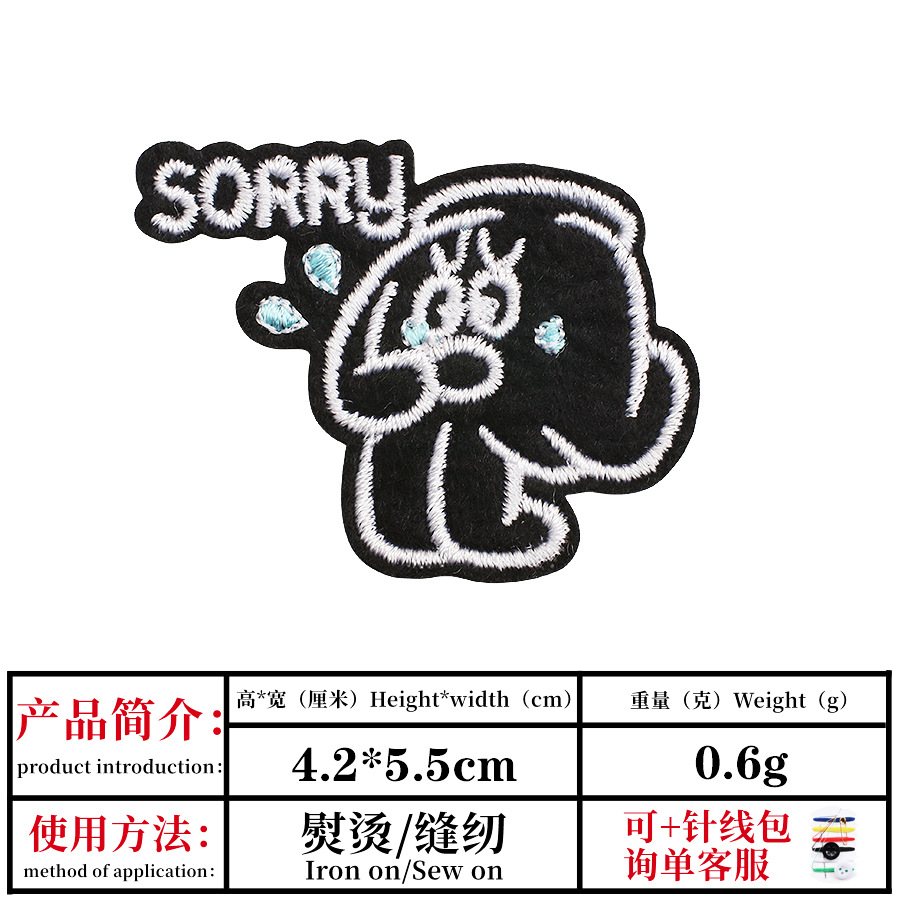 SORRY
产品简介：
product introduction：
高*宽（厘米）Height*width（cm）
重量（克）Weight（g）
4.2*5.5cm
0.6g
使用方法：
method of application：
熨烫/缝纫
Iron on/Sew on
可+针线包
询单客服